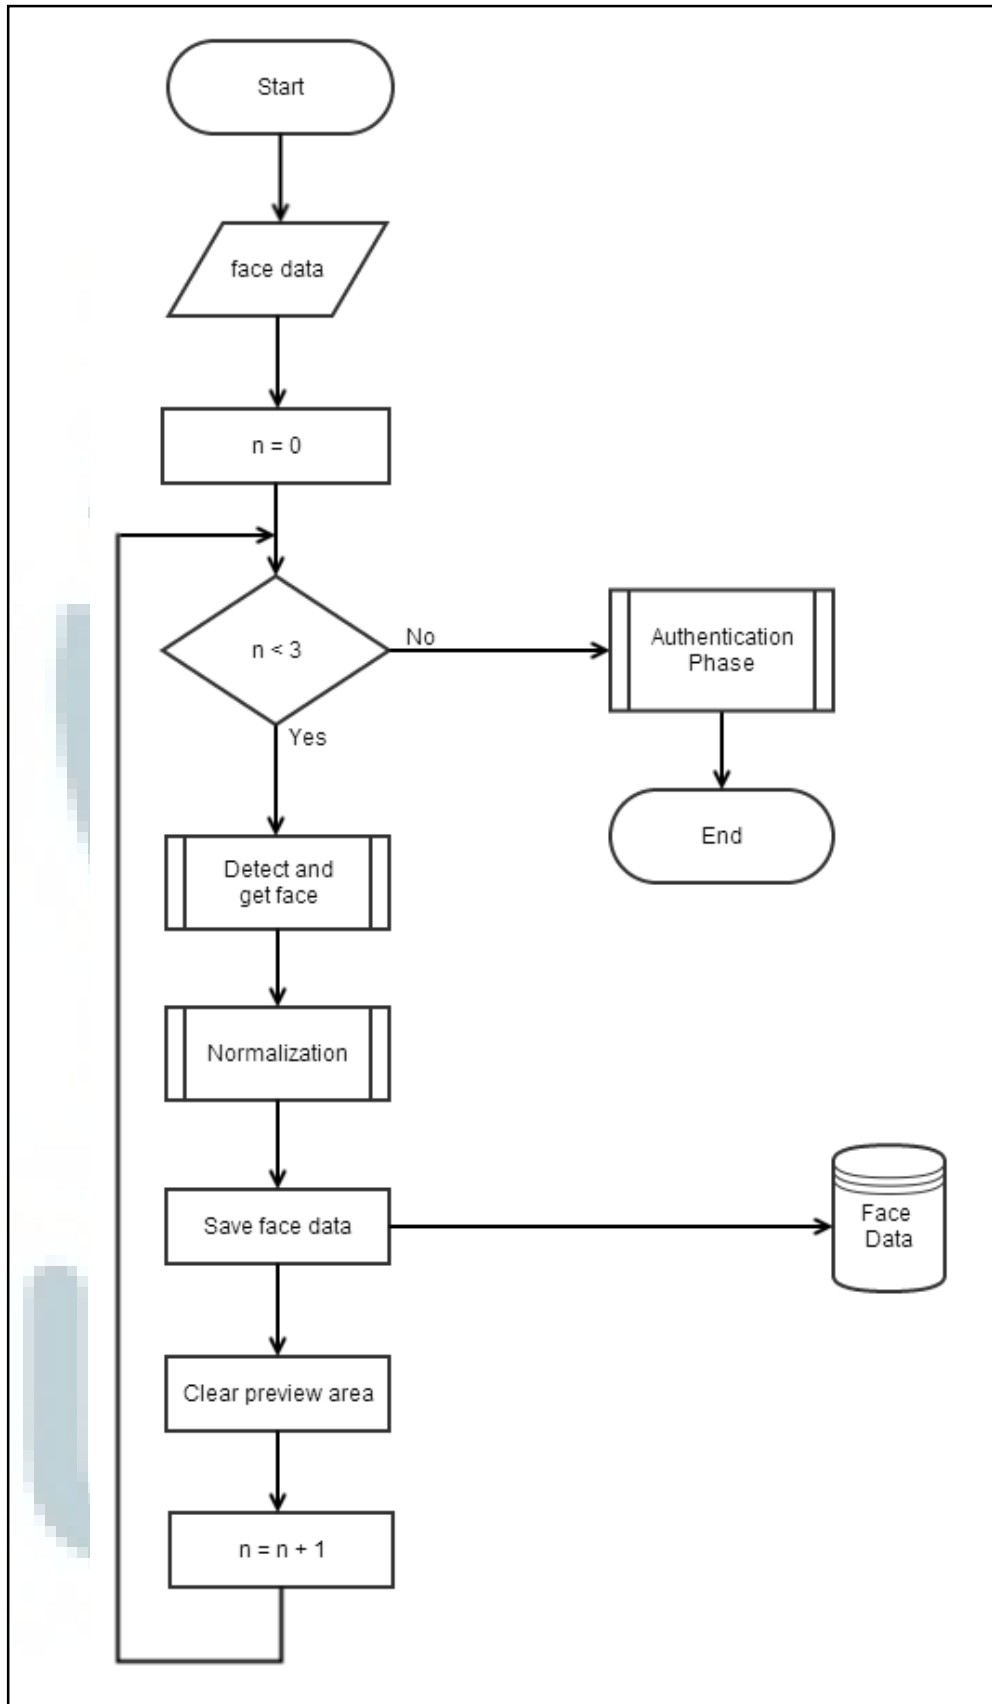 Start
face data
n = 0
n < 3
No
Authentication
Phase
Yes
End
Detect and
get face
Normalization
Save face data
Face
Data
Clear preview area
n = n + 1